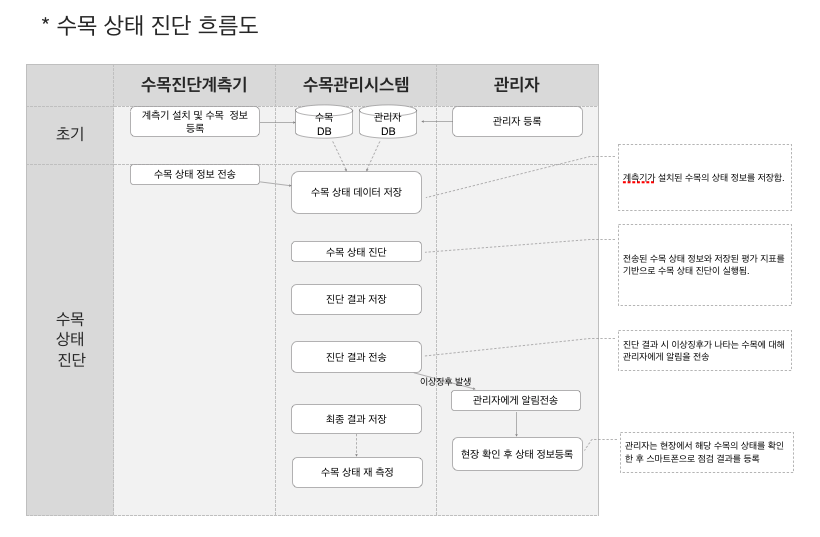 * 수목 상태 진단 흐름도
수목진단계측기
수목관리시스템
관리자
초기
계측기 설치 및 수목 정보
등록
수목
DB
관리자
DB
관리자 등록
수목
상태
진단
수목 상태 정보 전송
수목 상태 데이터 저장
계측기가 설치된 수목의 상태 정보를 저장함.
수목 상태 진단
전송된 수목 상태 정보와 저장된 평가 지표를
기반으로 수목 상태 진단이 실행됨.
진단 결과 저장
진단 결과 전송
진단 결과 시 이상징후가 나타는 수목에 대해
관리자에게 알림을 전송
이상징후 발생
관리자에게 알림전송
최종 결과 저장
현장 확인 후 상태 정보등록
관리자는 현장에서 해당 수목의 상태를 확인
한 후 스마트폰으로 점검 결과를 등록
수목 상태 재 측정